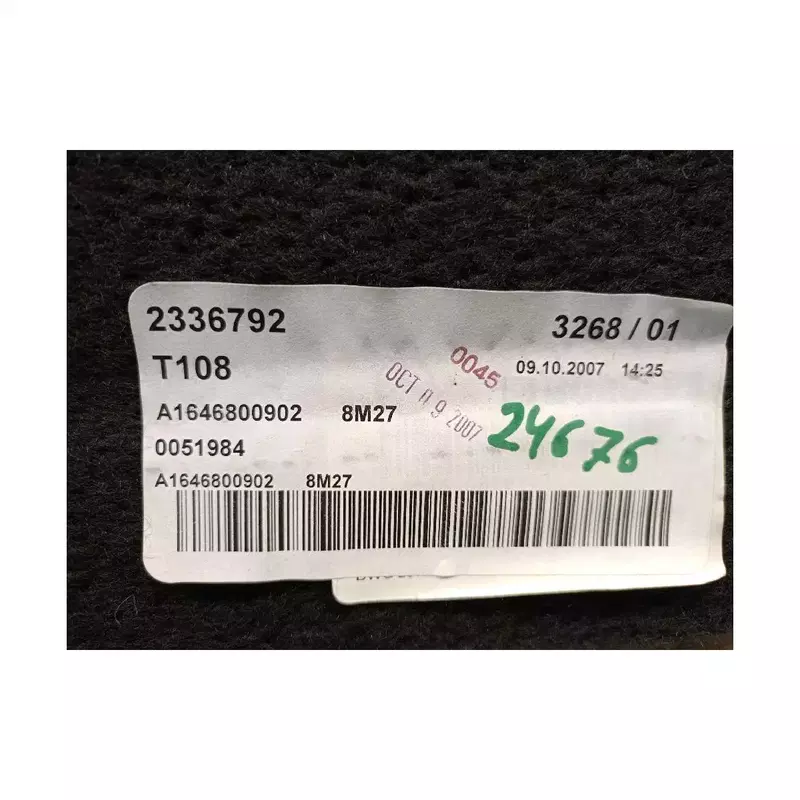 2336792 3268 / 01
T108 0045 09.10.2007 14:25
OCT 09 2007
A1646800902 8M27 24676
0051984
A1646800902 8M27